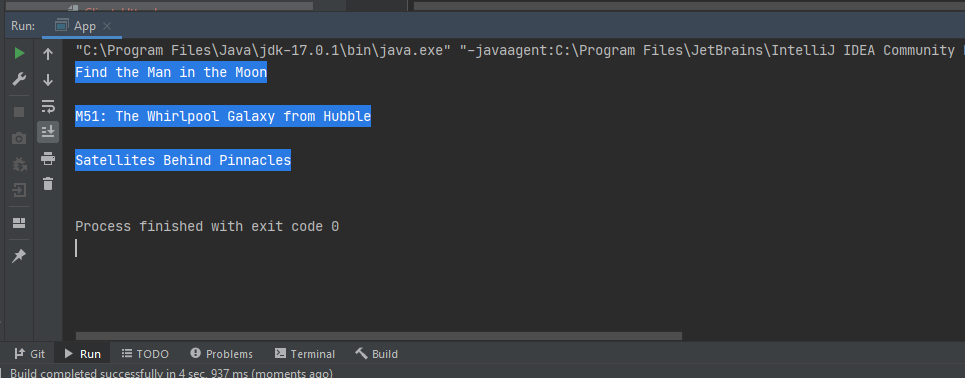 Run:
App
"C:\Program Files\Java\jdk-17.0.1\bin\java.exe" "-javaagent:C:\Program Files\JetBrains\IntelliJ IDEA Community
Find the Man in the Moon
M51: The Whirlpool Galaxy from Hubble
Satellites Behind Pinnacles
Process finished with exit code 0
Git
Run
TODO
Problems
Terminal
Build
Build completed successfully in 4 sec, 937 ms (moments ago)